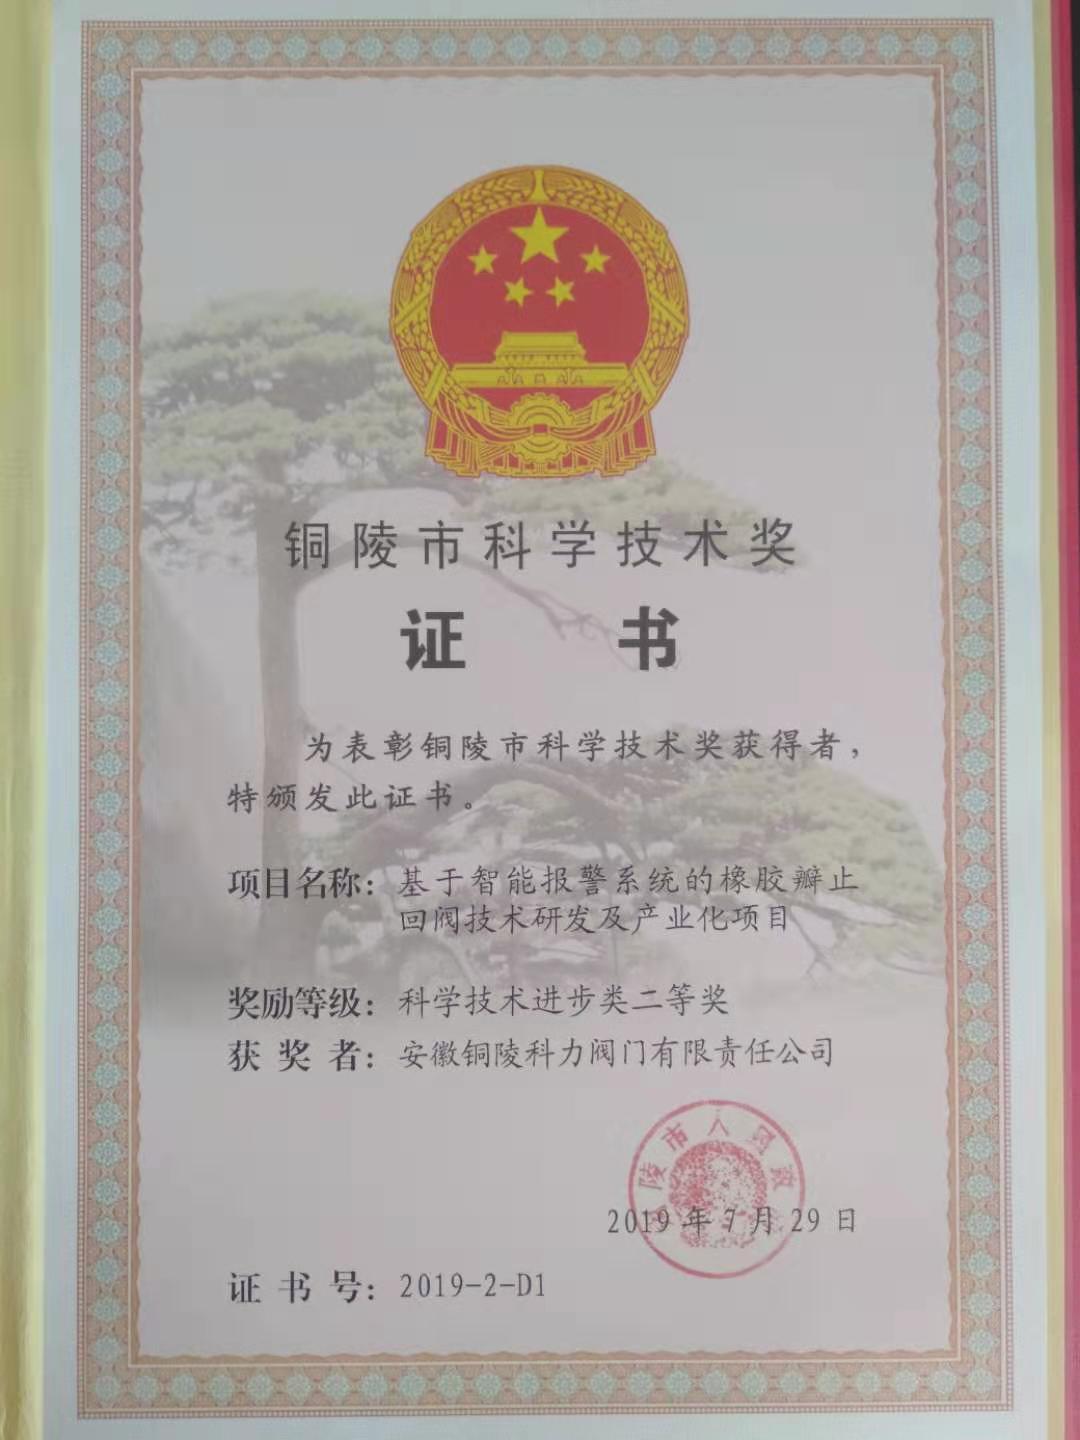 铜陵市科学技术奖
证书
为表彰铜陵市科学技术奖获得者，
特颁发此证书。
项目名称：基于智能报警系统的橡胶瓣止
回阀技术研发及产业化项目
奖励等级：科学技术进步类二等奖
获奖者：安徽铜陵科力阀门有限责任公司
陵市人民政
2019年7月29日
证书号：2019-2-D1